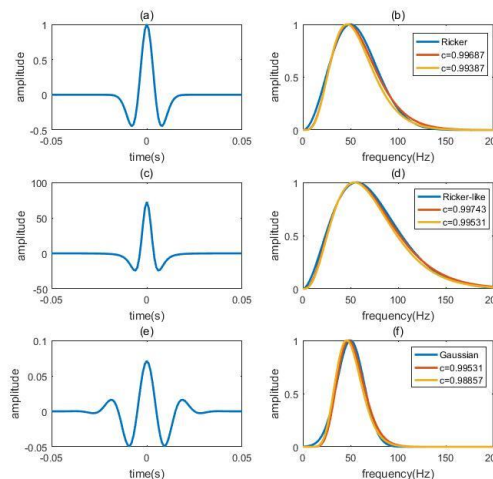 (a)
1
0.5
0
-0.5
amplitude
-0.05
0
0.05
time(s)
(b)
1
0.5
0
amplitude
Ricker
c=0.99687
c=0.99387
0
50
100
150
200
frequency(Hz)
(c)
100
50
0
-50
amplitude
-0.05
0
0.05
time(s)
(d)
1
0.5
0
amplitude
Ricker-like
c=0.99743
c=0.99531
0
50
100
150
200
frequency(Hz)
(e)
0.1
0.05
0
-0.05
amplitude
-0.05
0
0.05
time(s)
(f)
1
0.5
0
amplitude
Gaussian
c=0.99531
c=0.98857
0
50
100
150
200
frequency(Hz)